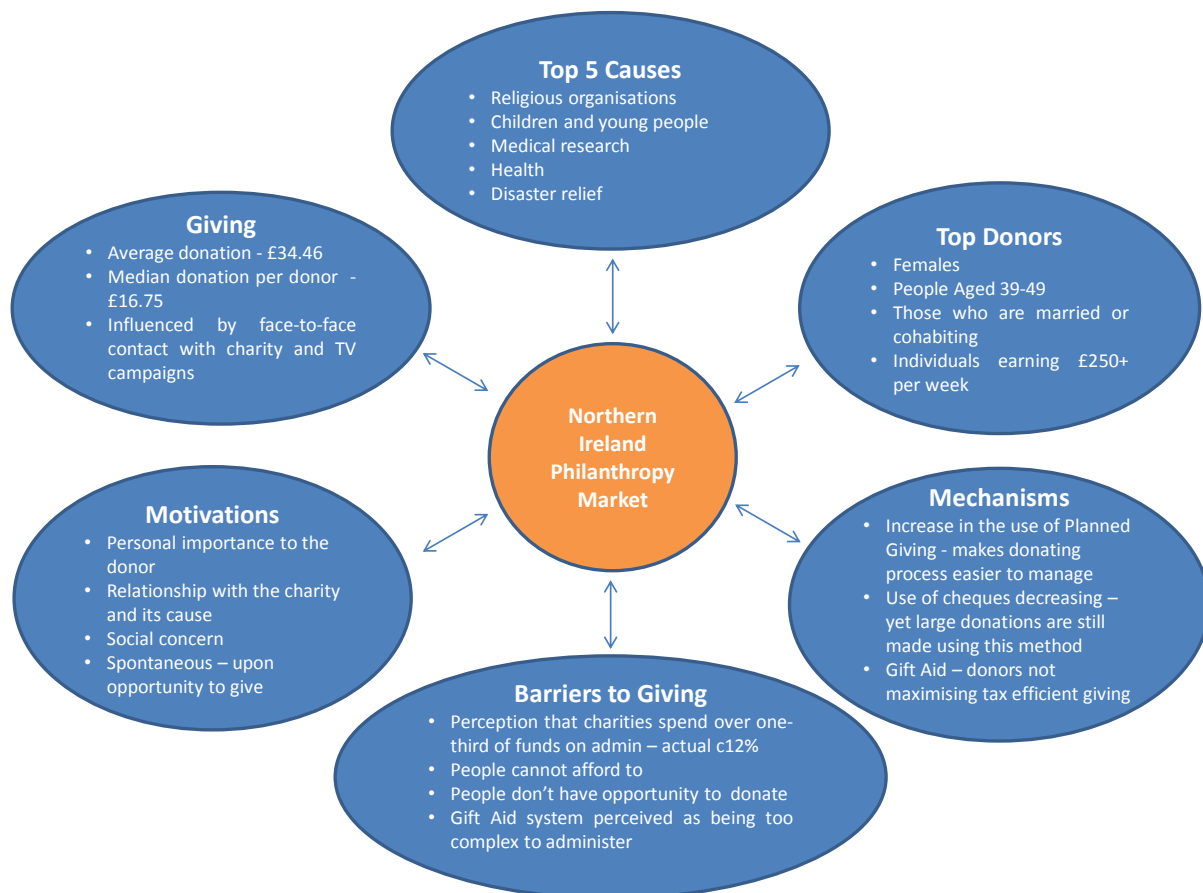 Top 5 Causes
• Religious organisations
• Children and young people
• Medical research
• Health
• Disaster relief
Giving
• Average donation - £34.46
• Median donation per donor -
£16.75
• Influenced by face-to-face
contact with charity and TV
campaigns
Top Donors
• Females
• People Aged 39-49
• Those who are married or
cohabiting
• Individuals earning £250+
per week
Northern
Ireland
Philanthropy
Market
Motivations
• Personal importance to the
donor
• Relationship with the charity
and its cause
• Social concern
• Spontaneous – upon
opportunity to give
Mechanisms
• Increase in the use of Planned
Giving - makes donating
process easier to manage
• Use of cheques decreasing –
yet large donations are still
made using this method
• Gift Aid – donors not
maximising tax efficient giving
Barriers to Giving
• Perception that charities spend over one-
third of funds on admin – actual c12%
• People cannot afford to
• People don’t have opportunity to donate
• Gift Aid system perceived as being too
complex to administer